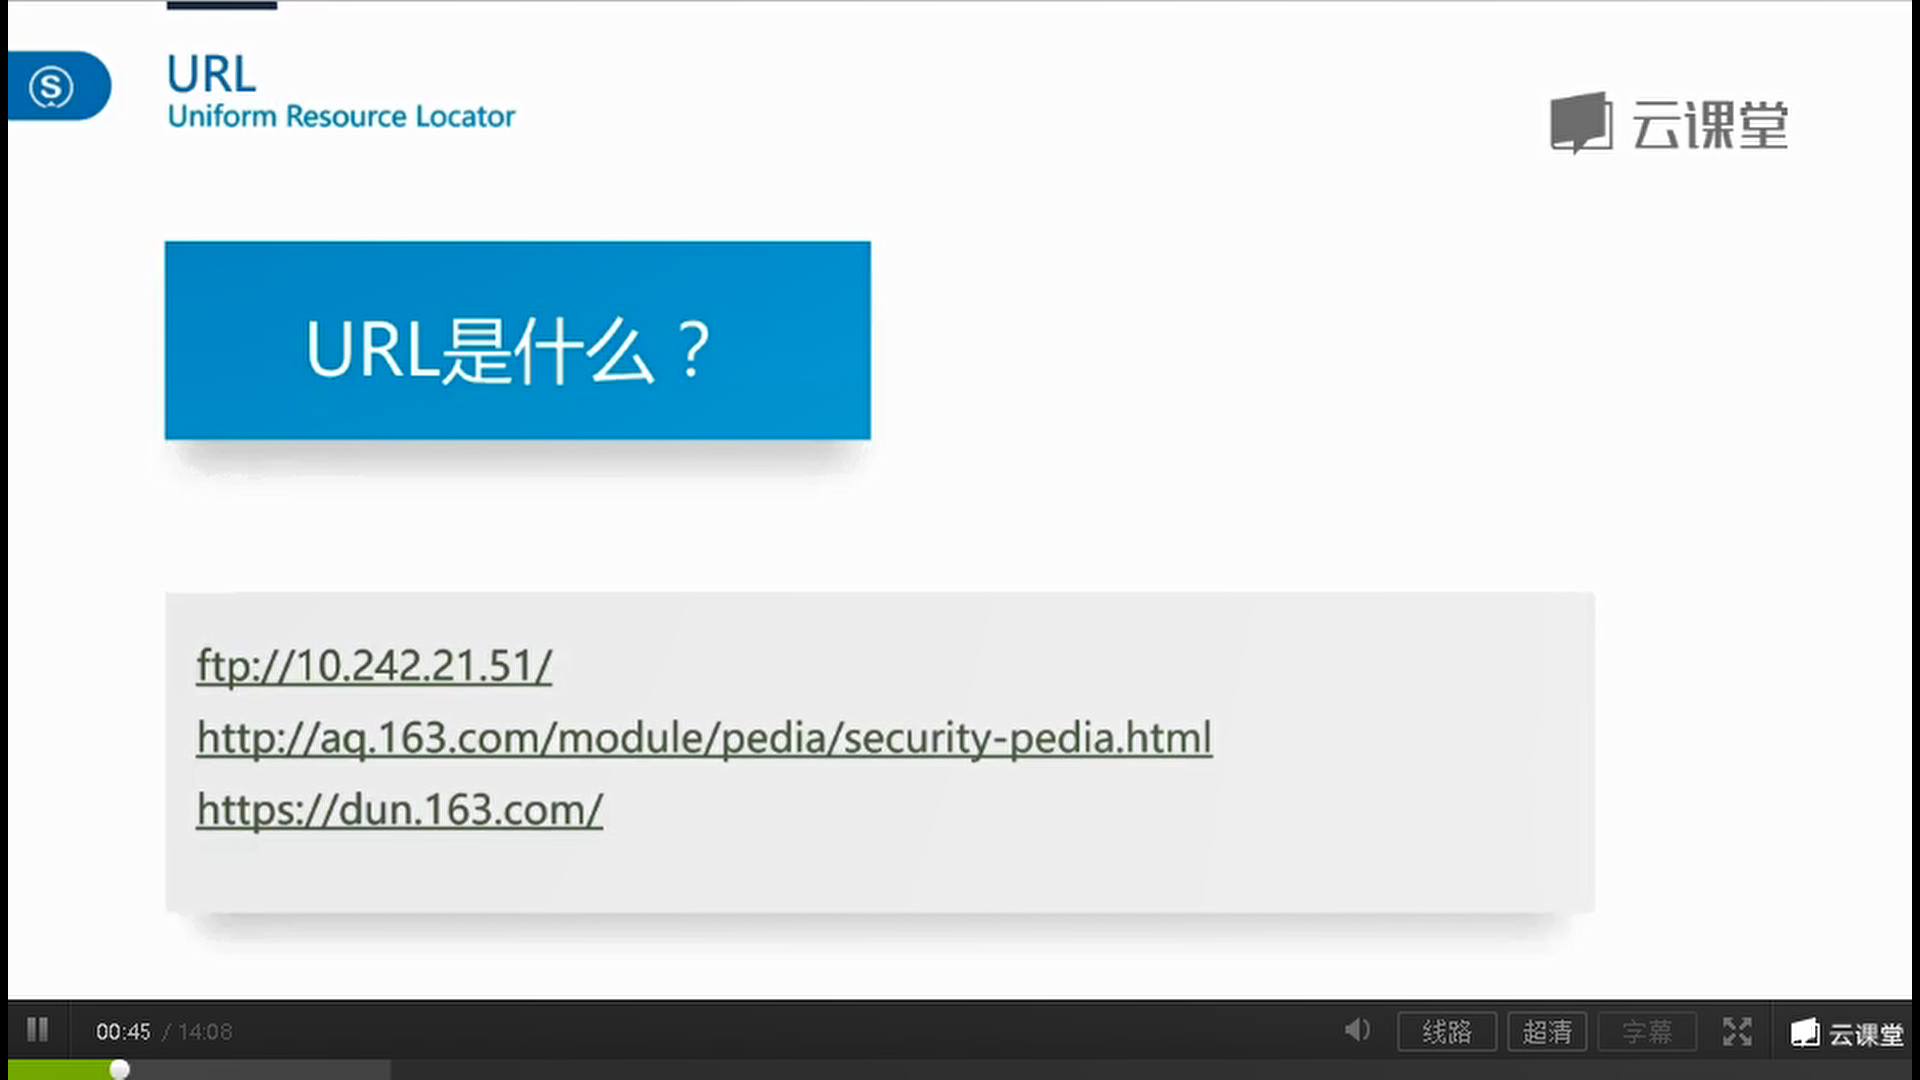 URL
Uniform Resource Locator
云课堂
URL是什么？
ftp://10.242.21.51/
http://aq.163.com/module/pedia/security-pedia.html
https://dun.163.com/
00:45 / 14:08
线路
超清
字幕
云课堂